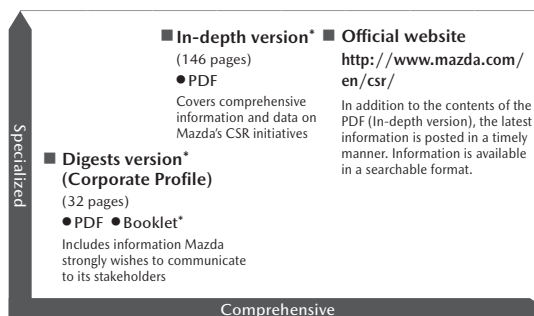 ■ In-depth version*
(146 pages)
● PDF
Covers comprehensive
information and data on
Mazda's CSR initiatives
■ Official website
http://www.mazda.com/
en/csr/
In addition to the contents of the
PDF (In-depth version), the latest
information is posted in a timely
manner. Information is available
in a searchable format.
■ Digests version*
(Corporate Profile)
(32 pages)
● PDF ● Booklet*
Includes information Mazda
strongly wishes to communicate
to its stakeholders
Specialized
Comprehensive